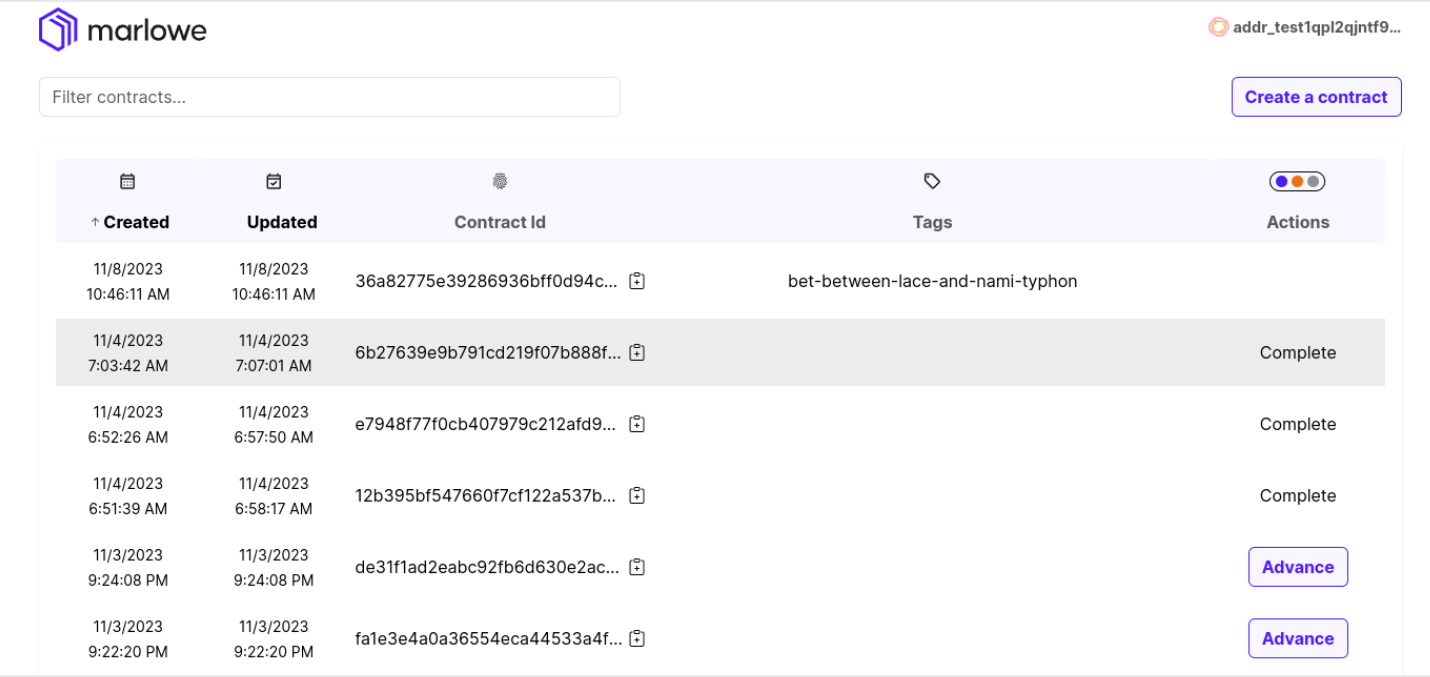 marlowe
addr_test1qpl2qjntf9...
Filter contracts...
Create a contract
↑ Created Updated Contract Id Tags Actions
11/8/2023 11/8/2023
36a82775e39286936bff0d94c... bet-between-lace-and-nami-typhon
10:46:11 AM 10:46:11 AM
11/4/2023 11/4/2023
6b27639e9b791cd219f07b888f... Complete
7:03:42 AM 7:07:01 AM
11/4/2023 11/4/2023
e7948f77f0cb407979c212afd9... Complete
6:52:26 AM 6:57:50 AM
11/4/2023 11/4/2023
12b395bf547660f7cf122a537b... Complete
6:51:39 AM 6:58:17 AM
11/3/2023 11/3/2023
de31f1ad2eabc92fb6d630e2ac... Advance
9:24:08 PM 9:24:08 PM
11/3/2023 11/3/2023
fa1e3e4a0a36554eca44533a4f... Advance
9:22:20 PM 9:22:20 PM